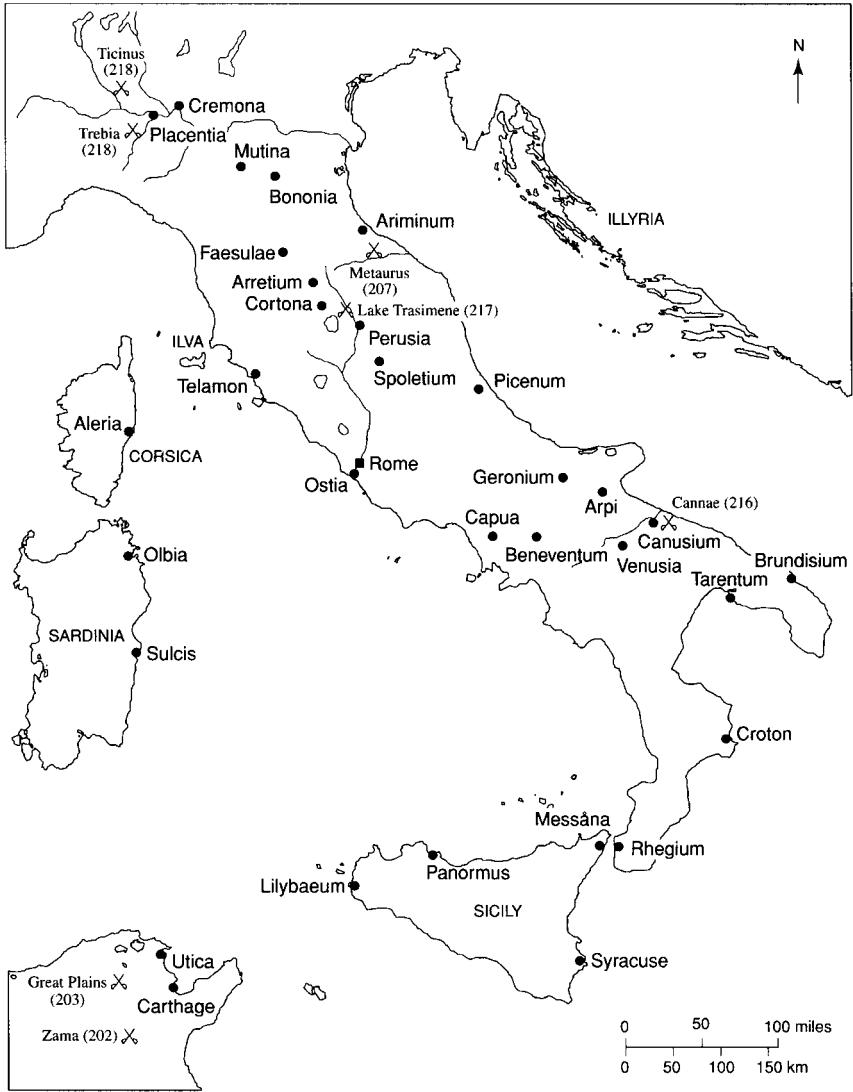 Ticinus
(218)
N
Cremona
Placentia
Trebia
(218)
Mutina
Bononia
ILLYRIA
Ariminum
Faesulae
Metaurus
(207)
Arretium
Cortona
Lake Trasimene (217)
Perusia
ILVA
Spoletium
Telamon
Picenum
Aleria
CORSICA
Rome
Ostia
Geronium
Arpi
Cannae (216)
Capua
Canusium
Beneventum
Venusia
Olbia
Brundisium
Tarentum
SARDINIA
Sulcis
Croton
Messåna
Rhegium
Panormus
Lilybaeum
SICILY
Syracuse
Utica
Great Plains
(203)
Carthage
Zama (202)
0 50 100 miles
0 50 100 150 km